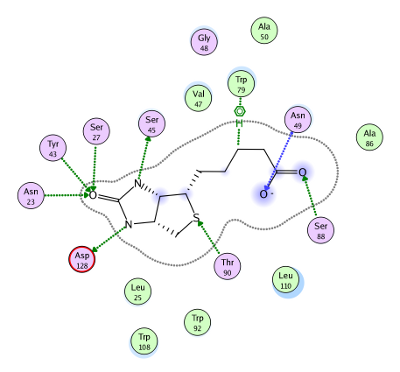 Ala
50
Gly
48
Trp
79
Val
47
Asn
49
Ser
45
Ser
27
Tyr
43
Ala
86
H
Asn
23
O
N
O
O-
S
N
Ser
88
Asp
128
Thr
90
Leu
110
Leu
25
Trp
92
Trp
108